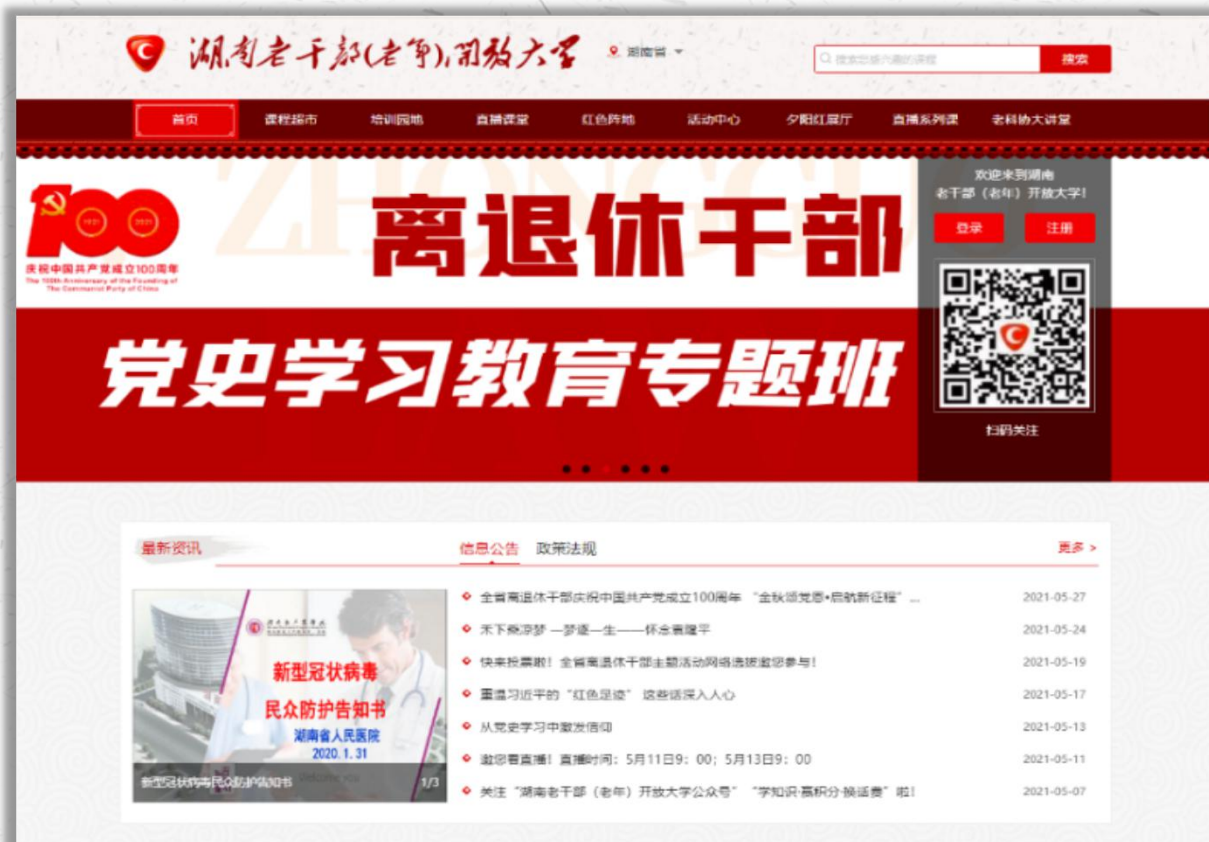 湖南老干部(老年)开放大学
湖南省
搜索您感兴趣的课程
搜索
首页 课程超市 培训园地 直播课堂 红色阵地 活动中心 夕阳红展厅 直播系列课 老科协大讲堂
ZHONGGUO
100
1921 2021
庆祝中国共产党成立100周年
The 100th Anniversary of the Founding of
The Communist Party of China
离退休干部
党史学习教育专题班
欢迎来到湖南
老干部(老年)开放大学!
登录 注册
扫码关注
最新资讯
信息公告 政策法规
更多 >
新型冠状病毒
民众防护告知书
湖南省人民医院
2020.1.31
新型冠状病毒民众防护告知书 1/3
全省离退休干部庆祝中国共产党成立100周年 “金秋颂党恩•启航新征程” ... 2021-05-27
禾下乘凉梦 —梦逐一生——怀念袁隆平 2021-05-24
快来投票啦! 全省离退休干部主题活动网络选拔邀您参与! 2021-05-19
重温习近平的“红色足迹” 这些话深入人心 2021-05-17
从党史学习中激发信仰 2021-05-13
邀您看直播! 直播时间:5月11日9:00;5月13日9:00 2021-05-11
关注“湖南老干部(老年)开放大学公众号” “学知识·赢积分·换话费”啦! 2021-05-07